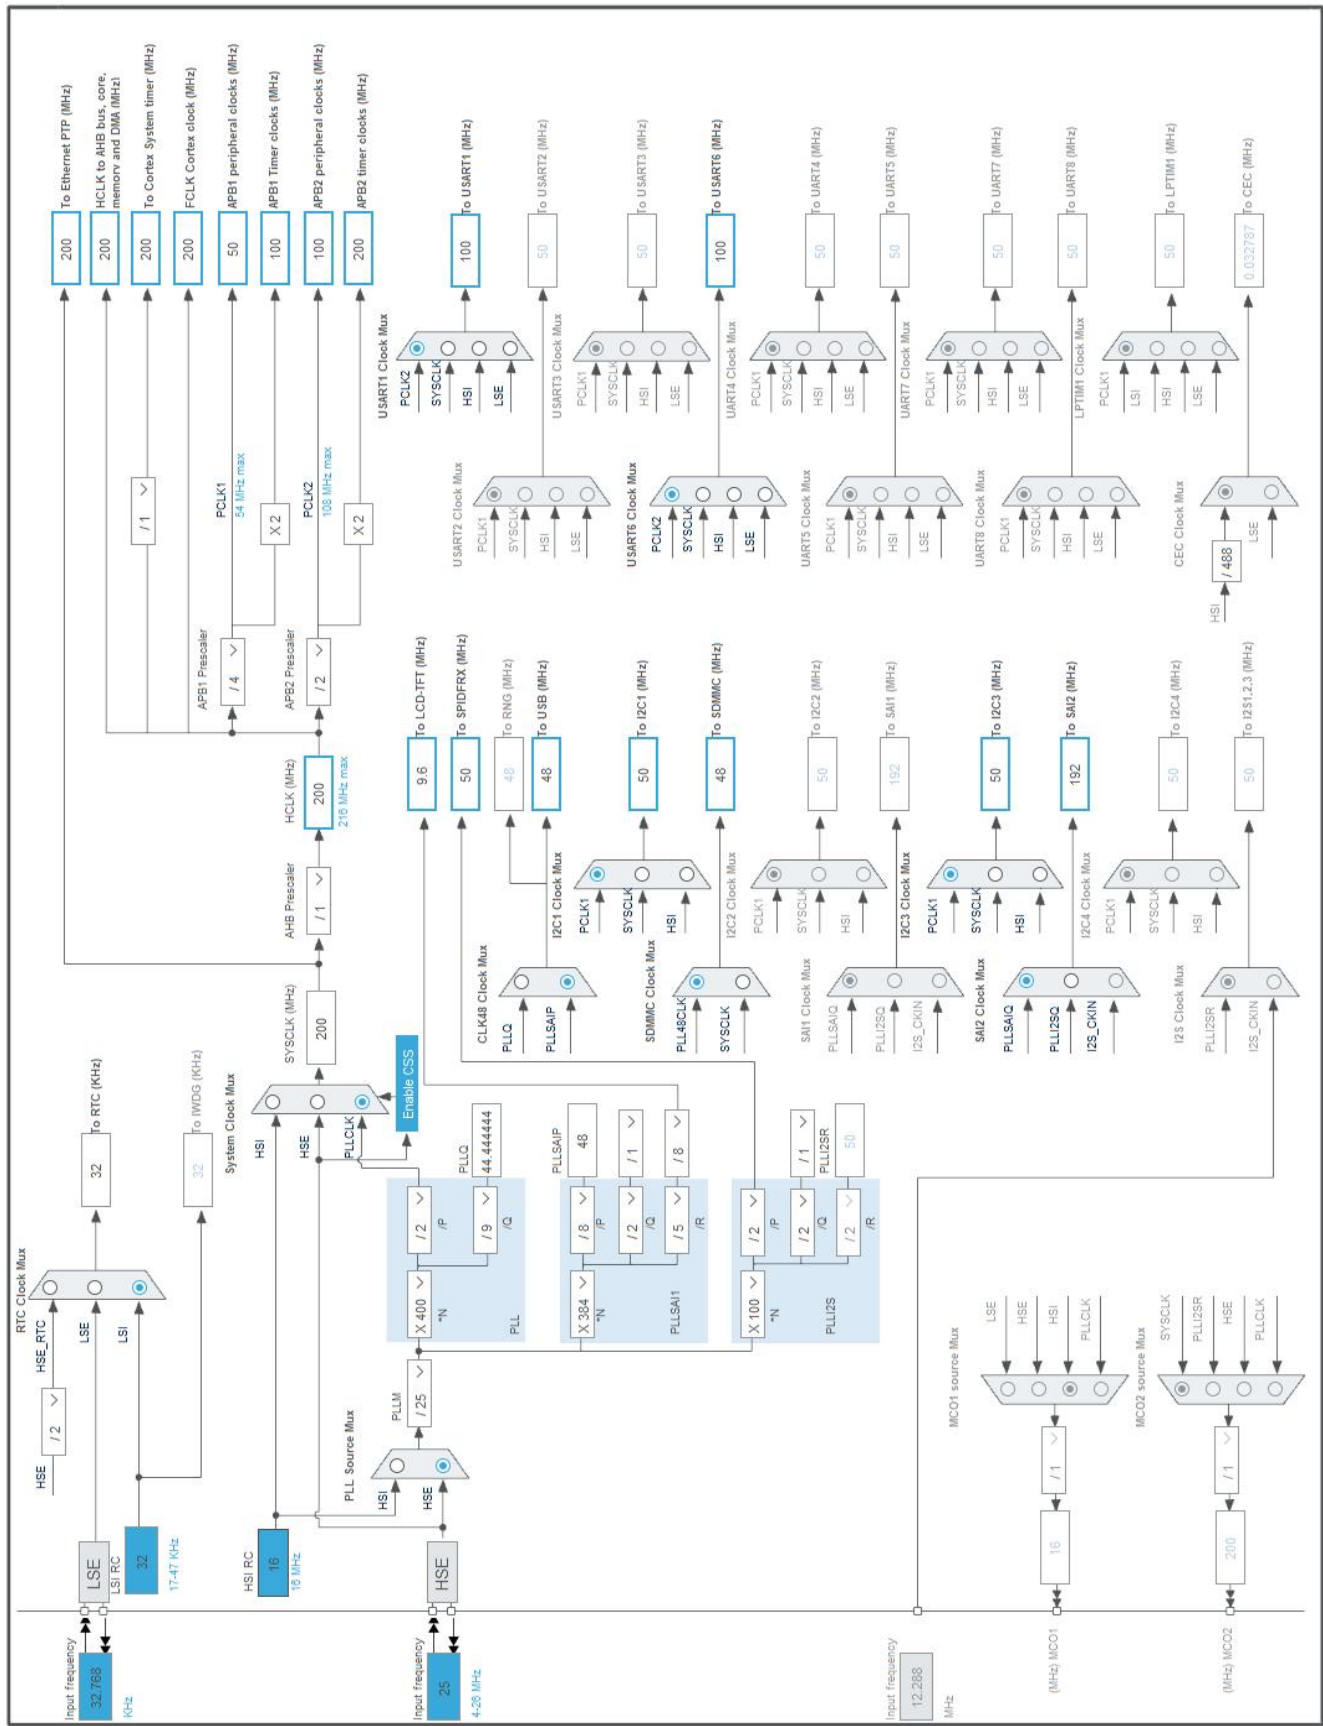 Input frequency
32.768
KHz
LSE
LSI RC
32
17-47 KHz
HSE
/ 2
HSE_RTC
LSE
LSI
RTC Clock Mux
32
To RTC (KHz)
32
To IWDG (KHz)
HSI RC
16
16 MHz
Input frequency
25
4-26 MHz
HSE
PLL Source Mux
HSI
HSE
PLLM
/ 25
X 400
*N
/ 2
/P
/ 9
/Q
PLL
PLLQ
44.444444
X 384
*N
/ 8
/P
/ 2
/Q
/ 5
/R
PLLSAI1
PLLSAIP
48
/ 1
/ 8
X 100
*N
/ 2
/P
/ 2
/Q
/ 2
/R
PLLI2S
/ 1
PLLI2SR
50
System Clock Mux
HSI
HSE
PLLCLK
Enable CSS
SYSCLK (MHz)
200
AHB Prescaler
/ 1
HCLK (MHz)
200
216 MHz max
APB1 Prescaler
/ 4
APB2 Prescaler
/ 2
/ 1
PCLK1
54 MHz max
X 2
PCLK2
108 MHz max
X 2
200
To Ethernet PTP (MHz)
200
HCLK to AHB bus, core,
memory and DMA (MHz)
200
To Cortex System timer (MHz)
200
FCLK Cortex clock (MHz)
50
APB1 peripheral clocks (MHz)
100
APB1 Timer clocks (MHz)
100
APB2 peripheral clocks (MHz)
200
APB2 timer clocks (MHz)
9.6
To LCD-TFT (MHz)
50
To SPIDFRX (MHz)
48
To RNG (MHz)
48
To USB (MHz)
CLK48 Clock Mux
PLLQ
PLLSAIP
I2C1 Clock Mux
PCLK1
SYSCLK
HSI
50
To I2C1 (MHz)
SDMMC Clock Mux
PLL48CLK
SYSCLK
48
To SDMMC (MHz)
I2C2 Clock Mux
PCLK1
SYSCLK
HSI
50
To I2C2 (MHz)
SAI1 Clock Mux
PLLSAIQ
PLLI2SQ
I2S_CKIN
192
To SAI1 (MHz)
I2C3 Clock Mux
PCLK1
SYSCLK
HSI
50
To I2C3 (MHz)
SAI2 Clock Mux
PLLSAIQ
PLLI2SQ
I2S_CKIN
192
To SAI2 (MHz)
I2C4 Clock Mux
PCLK1
SYSCLK
HSI
50
To I2C4 (MHz)
I2S Clock Mux
PLLI2SR
I2S_CKIN
50
To I2S1,2,3 (MHz)
USART1 Clock Mux
PCLK2
SYSCLK
HSI
LSE
100
To USART1 (MHz)
USART2 Clock Mux
PCLK1
SYSCLK
HSI
LSE
50
To USART2 (MHz)
USART3 Clock Mux
PCLK1
SYSCLK
HSI
LSE
50
To USART3 (MHz)
USART6 Clock Mux
PCLK2
SYSCLK
HSI
LSE
100
To USART6 (MHz)
UART4 Clock Mux
PCLK1
SYSCLK
HSI
LSE
50
To UART4 (MHz)
UART5 Clock Mux
PCLK1
SYSCLK
HSI
LSE
50
To UART5 (MHz)
UART7 Clock Mux
PCLK1
SYSCLK
HSI
LSE
50
To UART7 (MHz)
UART8 Clock Mux
PCLK1
SYSCLK
HSI
LSE
50
To UART8 (MHz)
LPTIM1 Clock Mux
PCLK1
LSI
HSI
LSE
50
To LPTIM1 (MHz)
CEC Clock Mux
HSI
/ 488
LSE
0.032787
To CEC (MHz)
Input frequency
12.288
MHz
MCO1 source Mux
LSE
HSE
HSI
PLLCLK
/ 1
16
(MHz) MCO1
MCO2 source Mux
SYSCLK
PLLI2SR
HSE
PLLCLK
/ 1
200
(MHz) MCO2